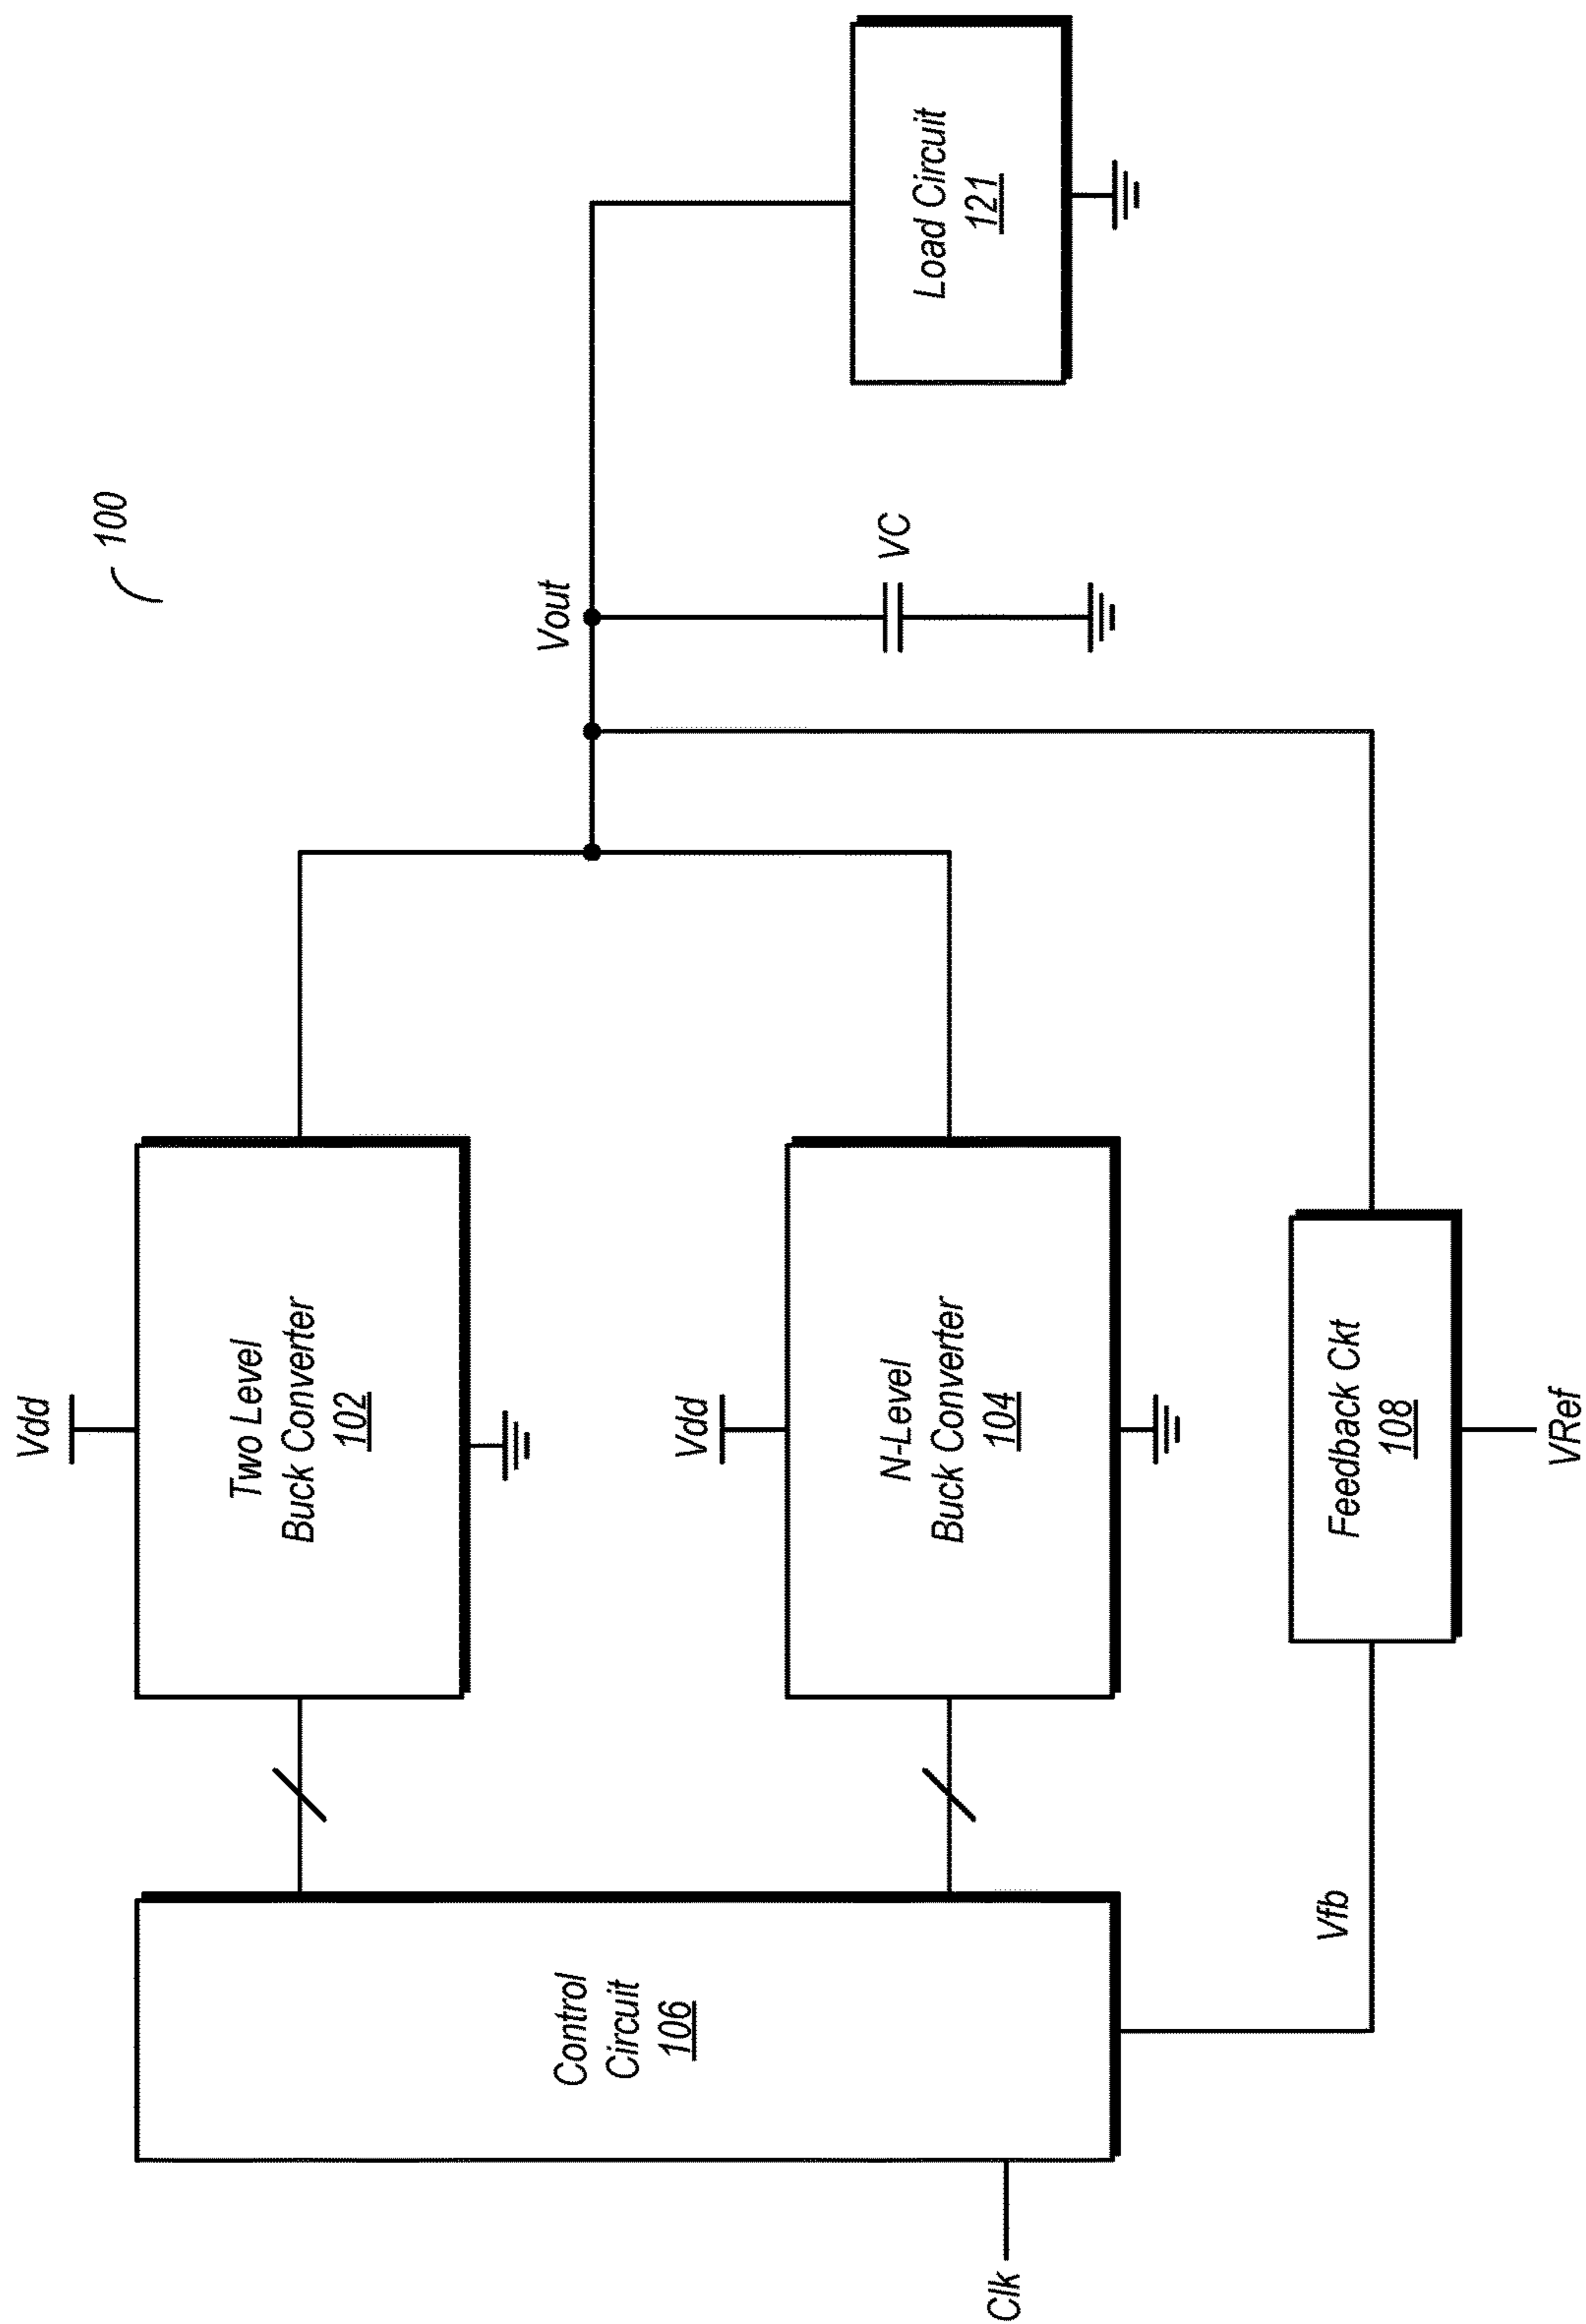 100
Vdd
Two Level
Buck Converter
102
Vout
Control
Circuit
106
Vdd
N-Level
Buck Converter
104
VC
Load Circuit
121
Clk
Vfb
Feedback Ckt
108
VRef